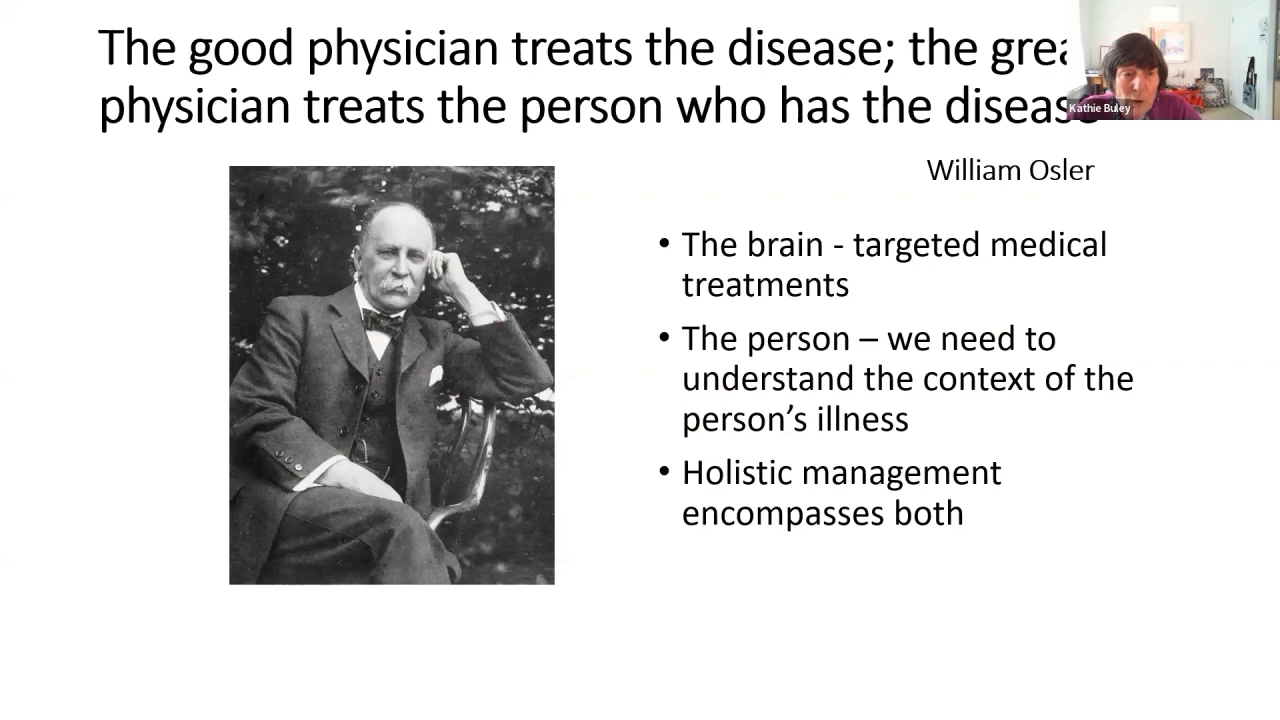 The good physician treats the disease; the
physician treats the person who has the disease
William Osler
Kathie Buley
• The brain - targeted medical
treatments
• The person – we need to
understand the context of the
person’s illness
• Holistic management
encompasses both